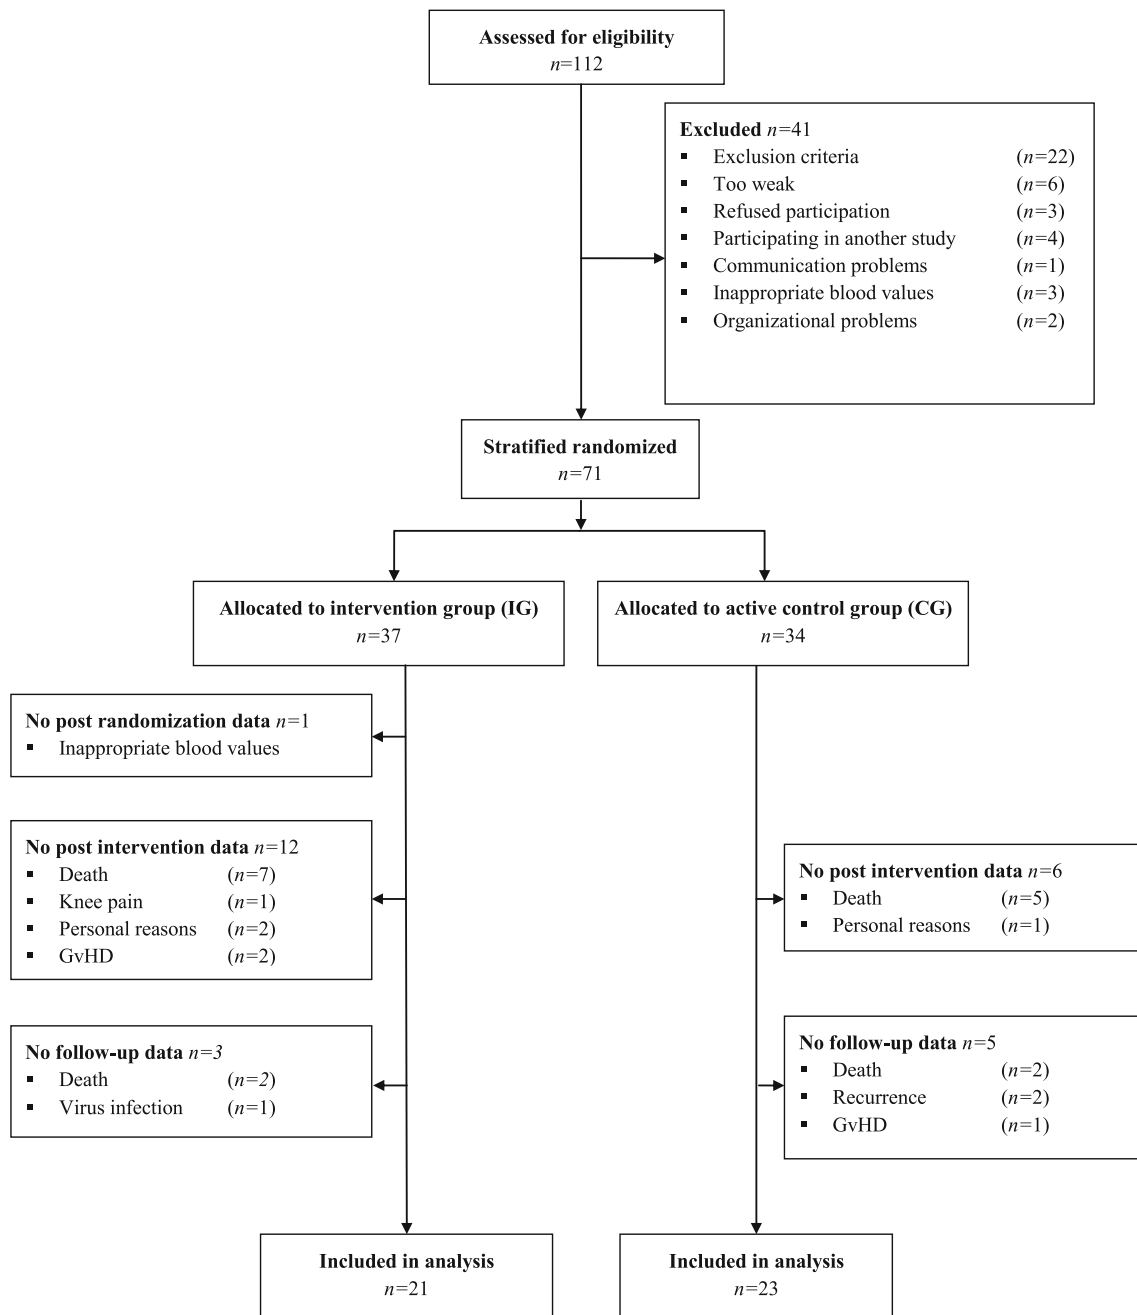 Assessed for eligibility
n=112
Excluded n=41
▪ Exclusion criteria (n=22)
▪ Too weak (n=6)
▪ Refused participation (n=3)
▪ Participating in another study (n=4)
▪ Communication problems (n=1)
▪ Inappropriate blood values (n=3)
▪ Organizational problems (n=2)
Stratified randomized
n=71
Allocated to intervention group (IG)
n=37
Allocated to active control group (CG)
n=34
No post randomization data n=1
▪ Inappropriate blood values
No post intervention data n=12
▪ Death (n=7)
▪ Knee pain (n=1)
▪ Personal reasons (n=2)
▪ GvHD (n=2)
No post intervention data n=6
▪ Death (n=5)
▪ Personal reasons (n=1)
No follow-up data n=3
▪ Death (n=2)
▪ Virus infection (n=1)
No follow-up data n=5
▪ Death (n=2)
▪ Recurrence (n=2)
▪ GvHD (n=1)
Included in analysis
n=21
Included in analysis
n=23